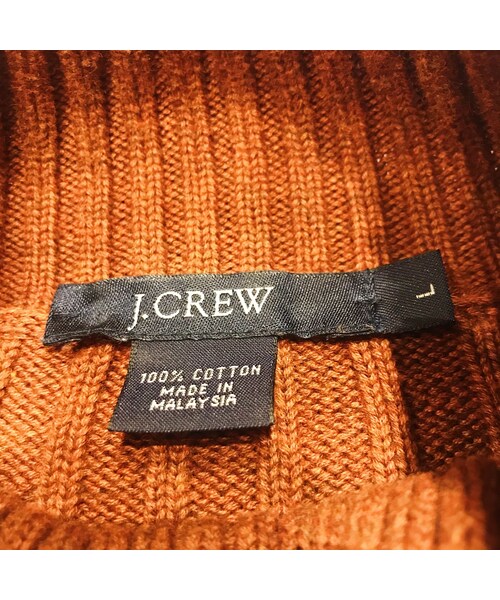 J.CREW
L
100% COTTON
MADE IN
MALAYSIA